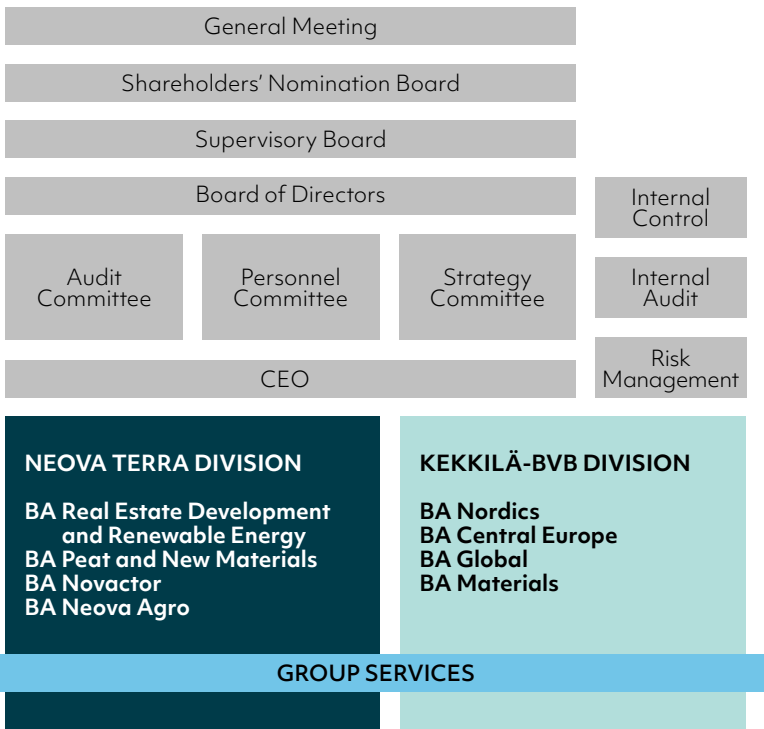 General Meeting
Shareholders' Nomination Board
Supervisory Board
Board of Directors
Internal
Control
Audit
Committee
Personnel
Committee
Strategy
Committee
Internal
Audit
Risk
Management
CEO
NEOVA TERRA DIVISION
BA Real Estate Development
and Renewable Energy
BA Peat and New Materials
BA Novactor
BA Neova Agro
KEKKILÄ-BVB DIVISION
BA Nordics
BA Central Europe
BA Global
BA Materials
GROUP SERVICES